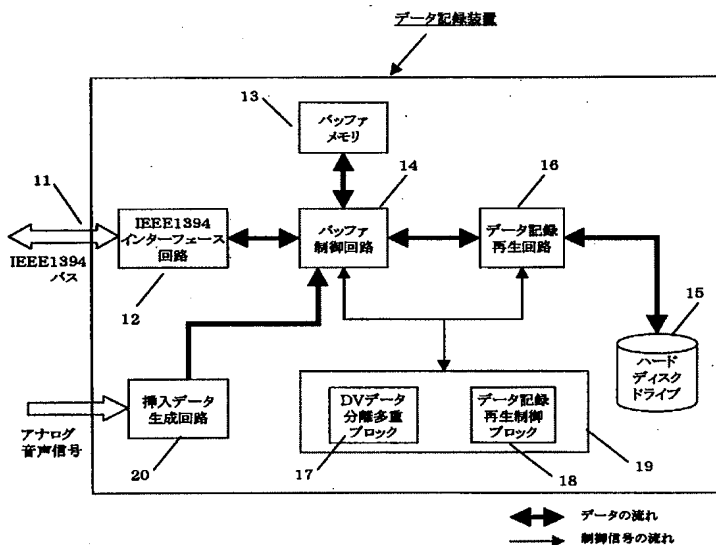 データ記録装置
13
バッファ
メモリ
14
16
11
IEEE1394
インターフェース
回路
バッファ
制御回路
データ記録
再生回路
IEEE1394
バス
12
15
ハード
ディスク
ドライブ
挿入データ
生成回路
DVデータ
分離多重
ブロック
データ記録
再生制御
ブロック
アナログ
音声信号
20
17
18
19
データの流れ
制御信号の流れ